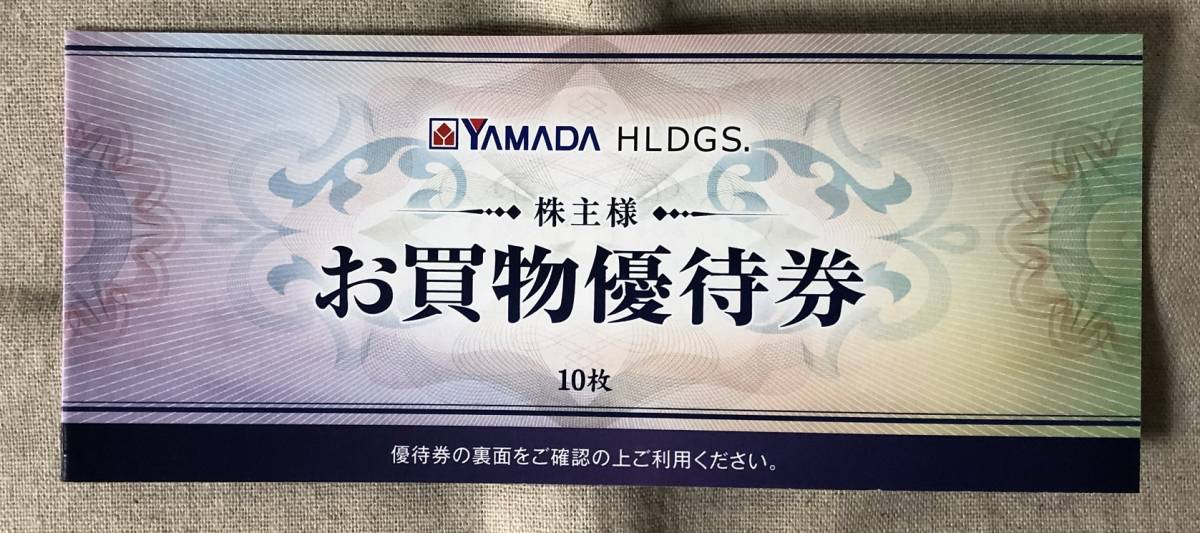 YAMADA HLDGS.
株主様
お買物優待券
10枚
優待券の裏面をご確認の上ご利用ください。